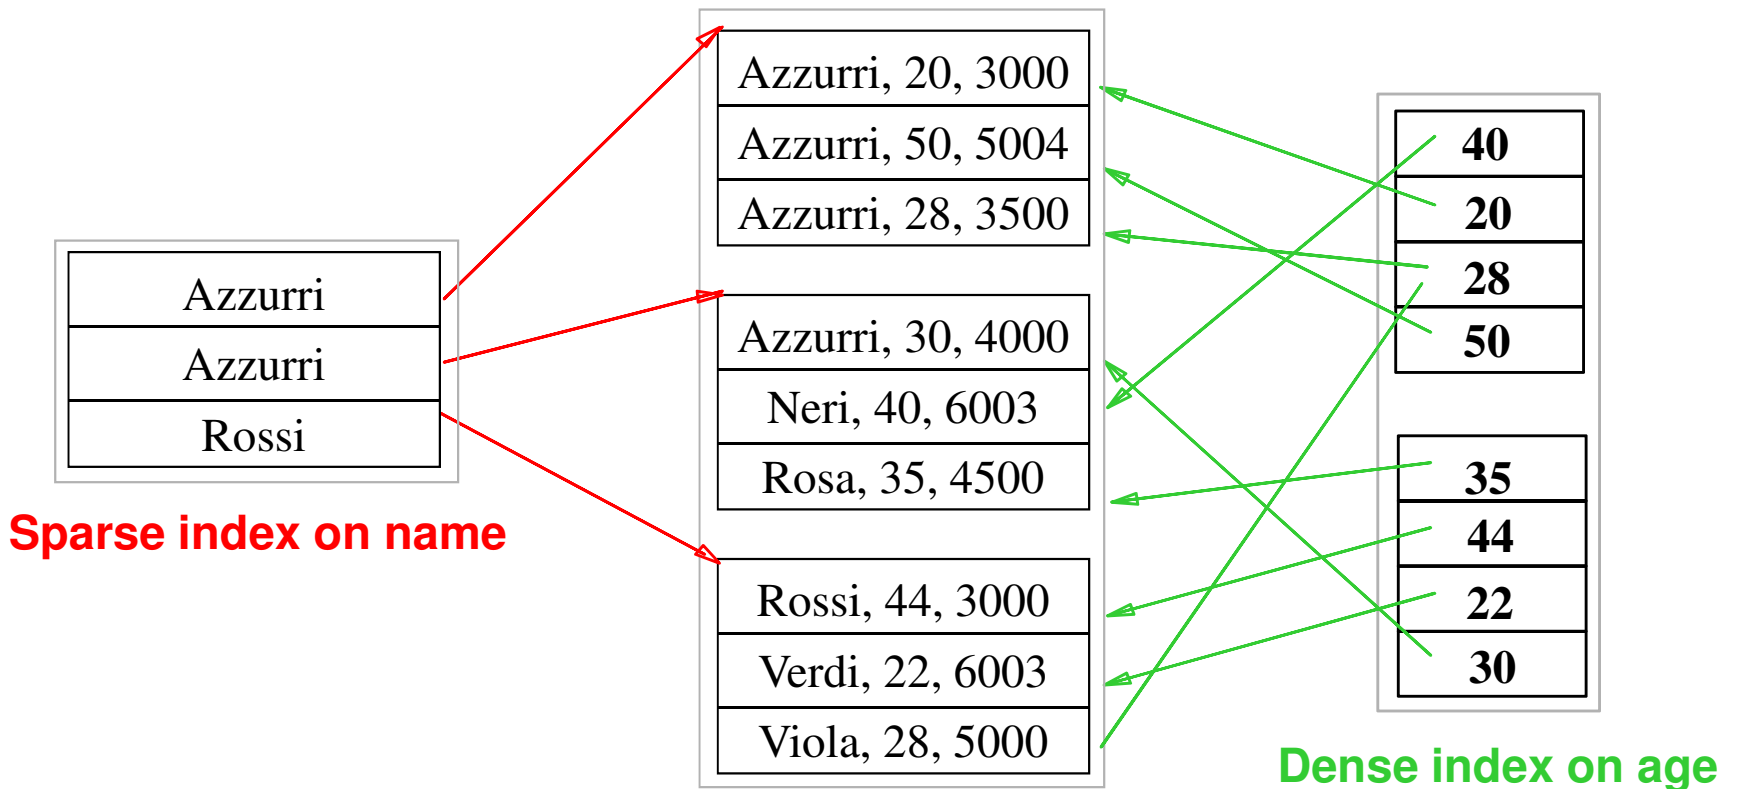 Azzurri
Azzurri
Rossi
Sparse index on name
Azzurri, 20, 3000
Azzurri, 50, 5004
Azzurri, 28, 3500
Azzurri, 30, 4000
Neri, 40, 6003
Rosa, 35, 4500
Rossi, 44, 3000
Verdi, 22, 6003
Viola, 28, 5000
40
20
28
50
35
44
22
30
Dense index on age